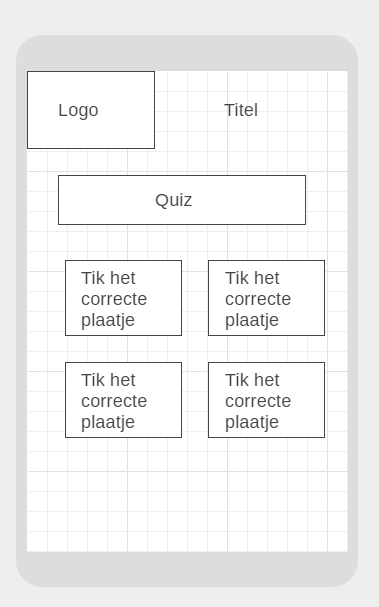 Logo
Titel
Quiz
Tik het
correcte
plaatje
Tik het
correcte
plaatje
Tik het
correcte
plaatje
Tik het
correcte
plaatje